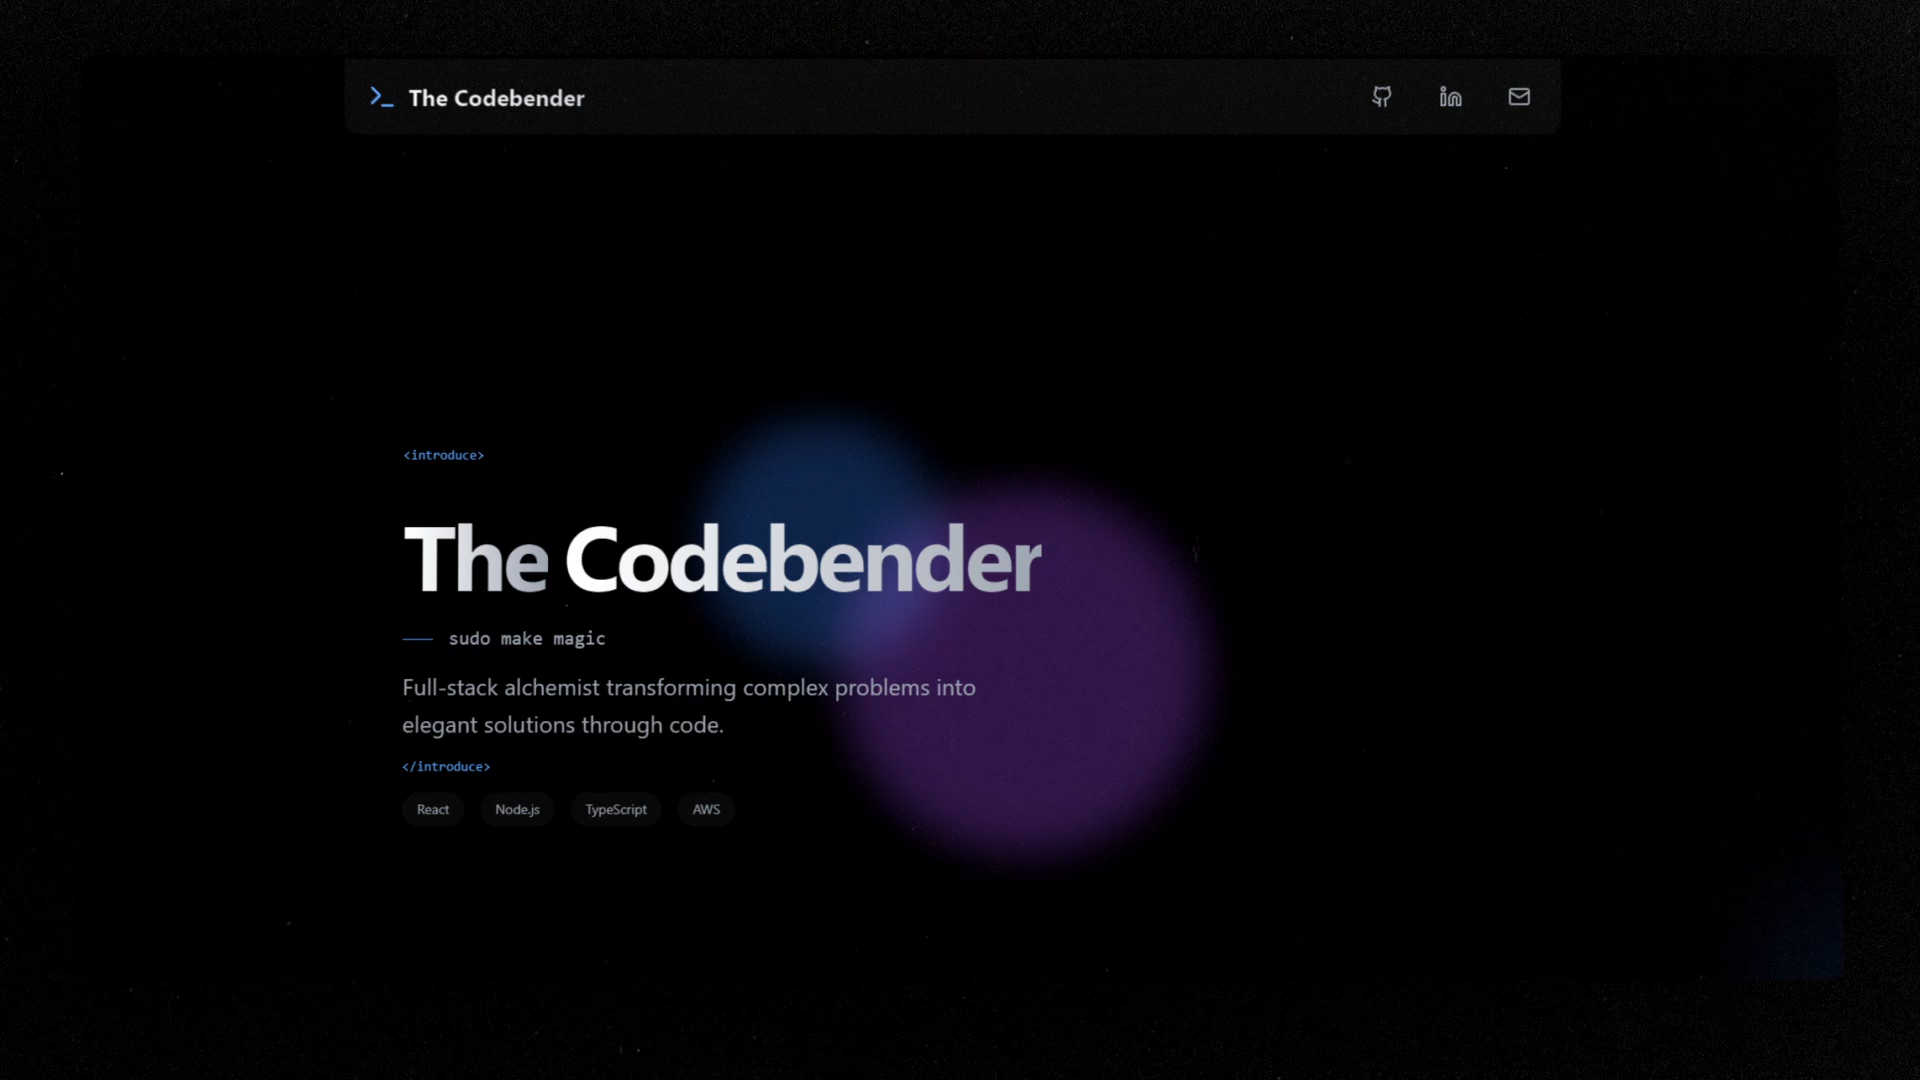 The Codebender
<introduce>
The Codebender
sudo make magic
Full-stack alchemist transforming complex problems into
elegant solutions through code.
</introduce>
React Node.js TypeScript AWS